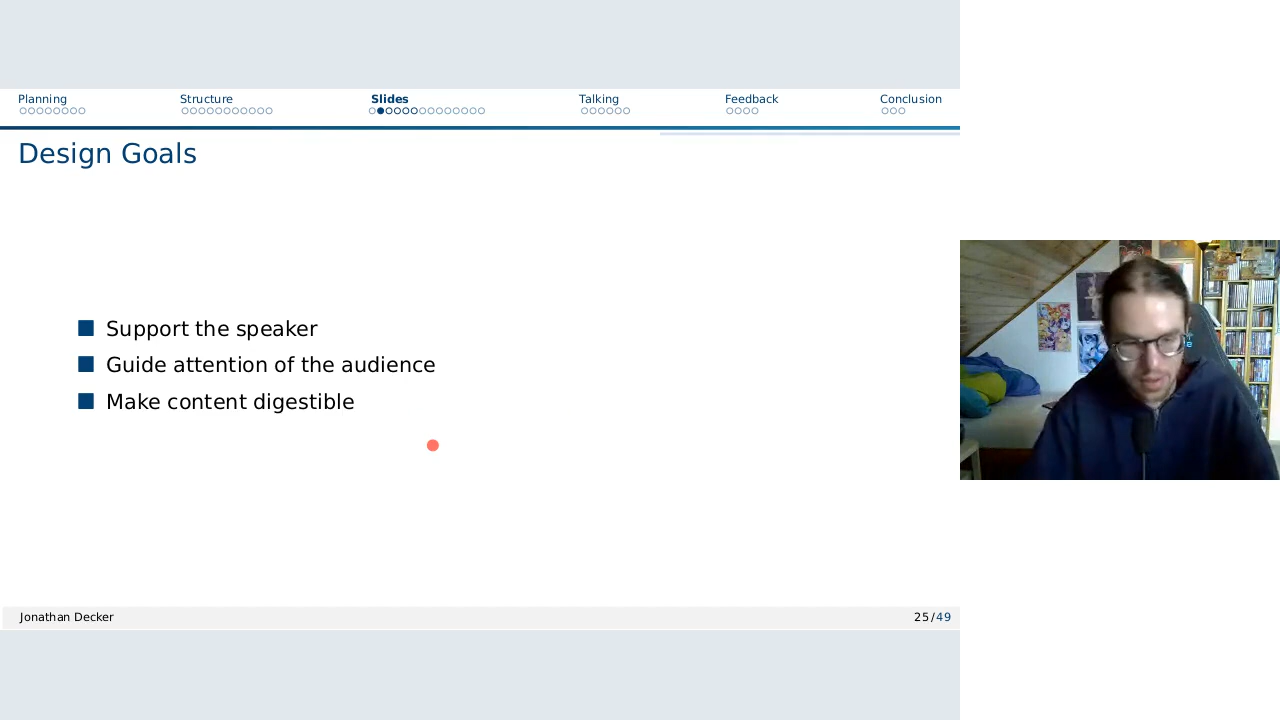 Planning
Structure
Slides
Talking
Feedback
Conclusion
Design Goals
Support the speaker
Guide attention of the audience
Make content digestible
Jonathan Decker
25/49